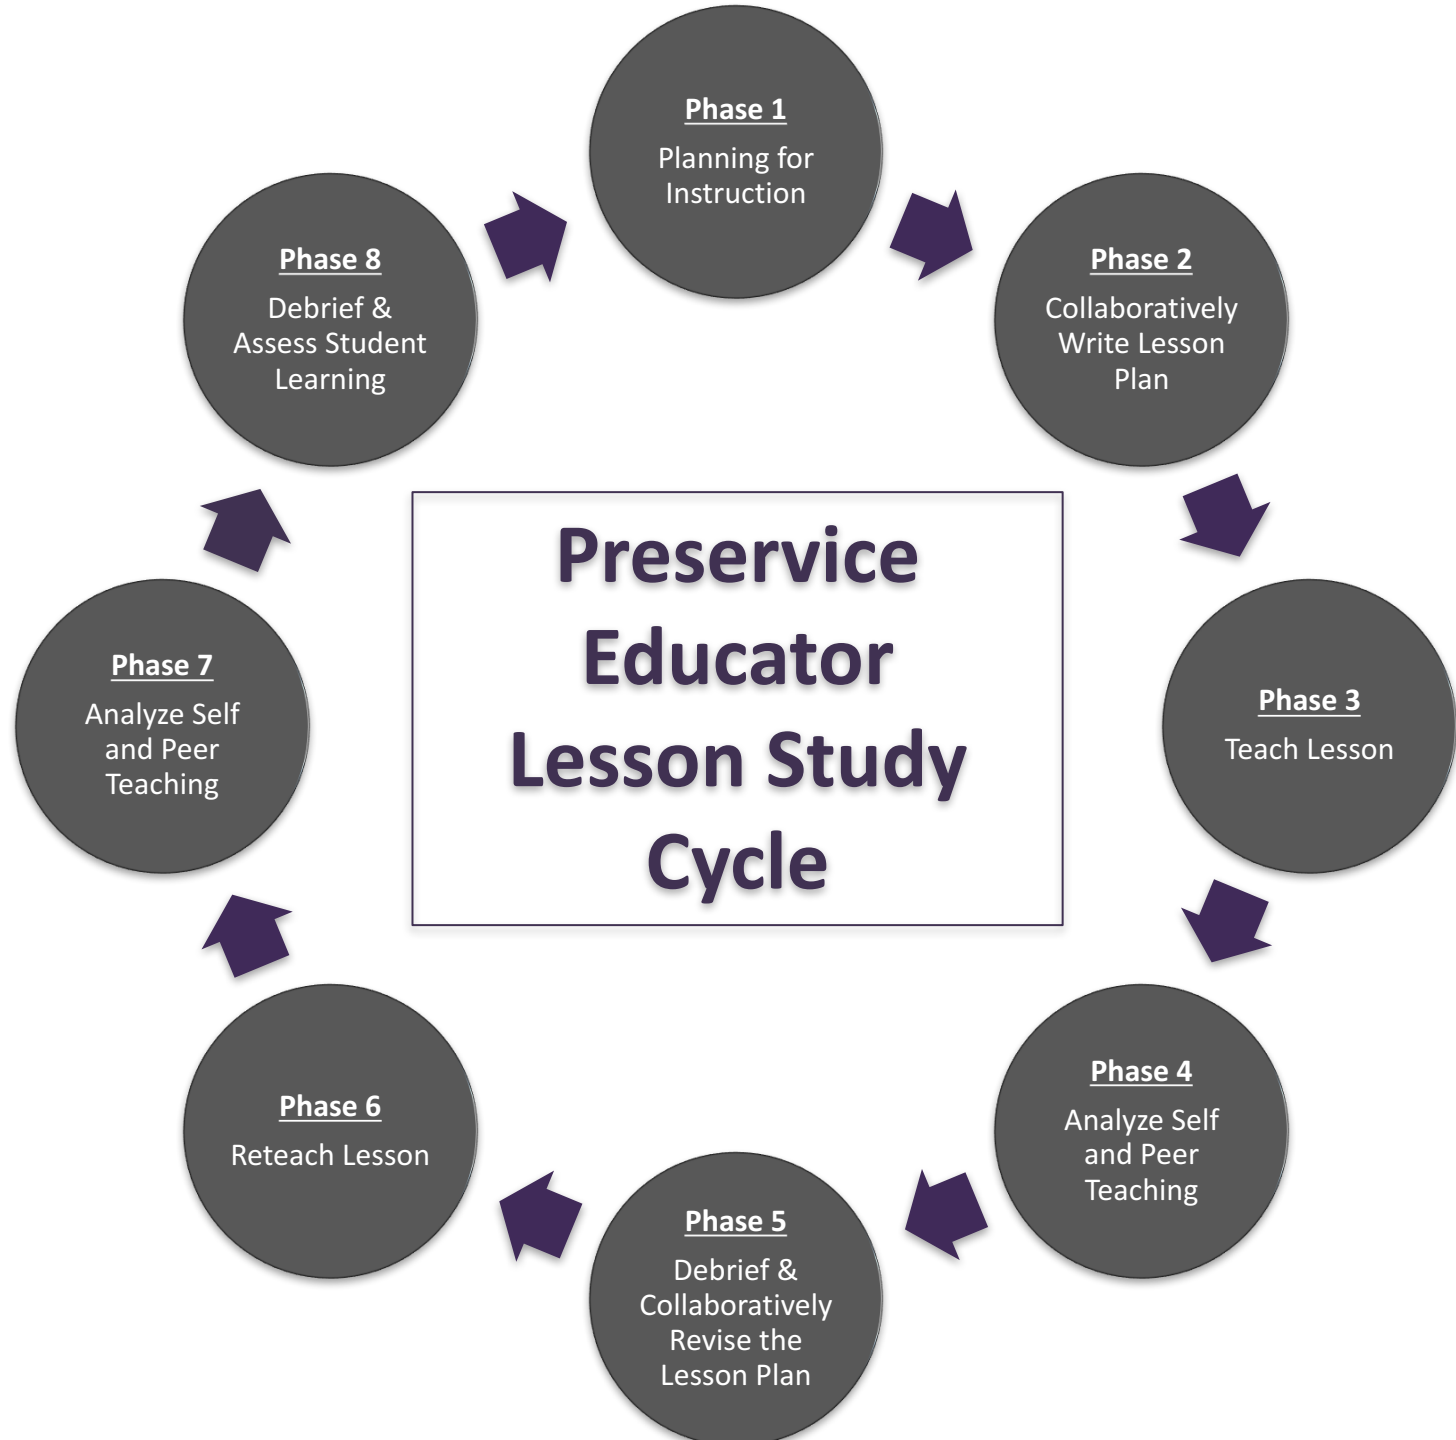 Phase 1
Planning for
Instruction
Phase 2
Collaboratively
Write Lesson
Plan
Phase 3
Teach Lesson
Phase 4
Analyze Self
and Peer
Teaching
Phase 5
Debrief &
Collaboratively
Revise the
Lesson Plan
Phase 6
Reteach Lesson
Phase 7
Analyze Self
and Peer
Teaching
Phase 8
Debrief &
Assess Student
Learning
Preservice
Educator
Lesson Study
Cycle